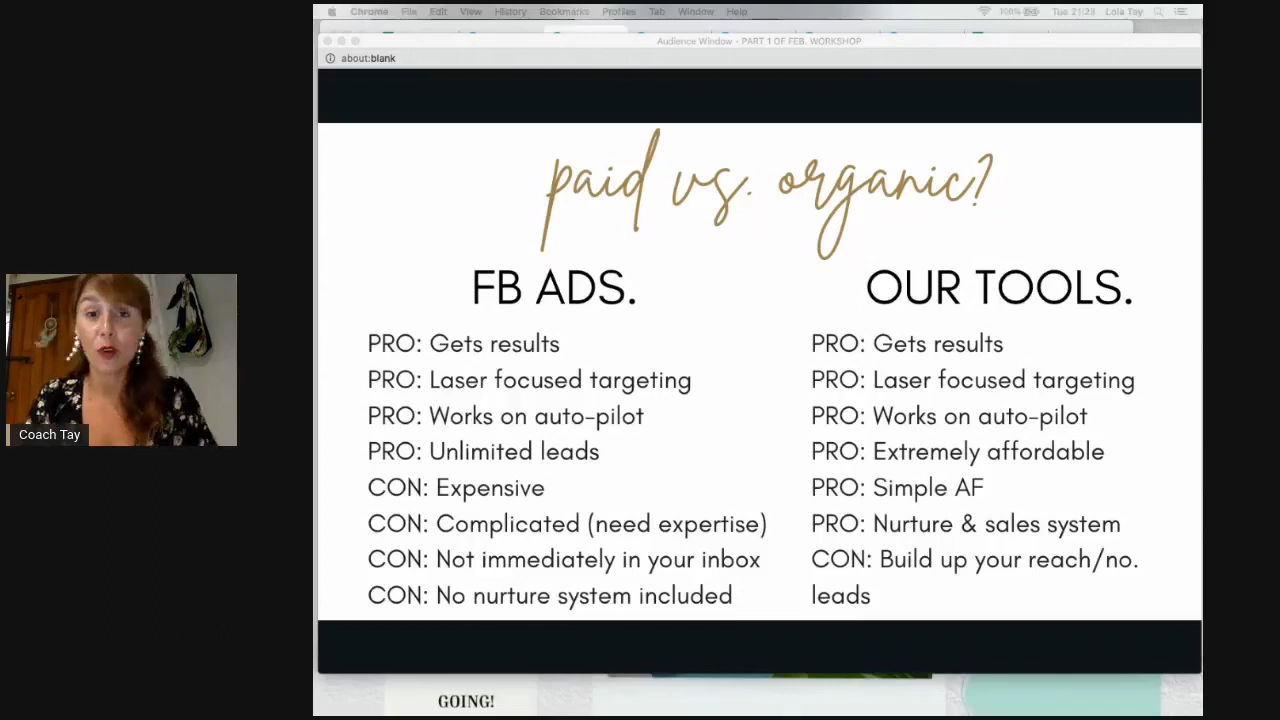 Chrome File Edit View History Bookmarks Profiles Tab Window Help 100% Tue 21:23 Lola Tay
Audience Window - PART 1 OF FEB. WORKSHOP
about:blank
paid vs. organic?
FB ADS.
PRO: Gets results
PRO: Laser focused targeting
PRO: Works on auto-pilot
PRO: Unlimited leads
CON: Expensive
CON: Complicated (need expertise)
CON: Not immediately in your inbox
CON: No nurture system included
OUR TOOLS.
PRO: Gets results
PRO: Laser focused targeting
PRO: Works on auto-pilot
PRO: Extremely affordable
PRO: Simple AF
PRO: Nurture & sales system
CON: Build up your reach/no.
leads
Coach Tay
GOING!